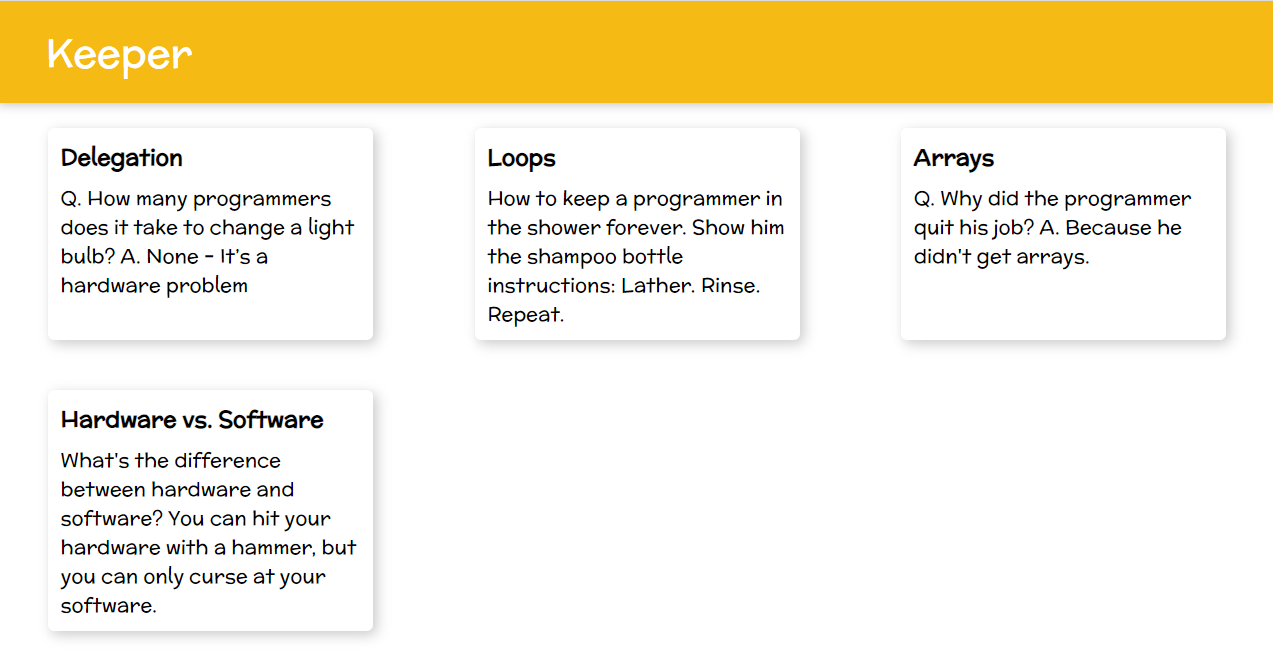 Keeper
Delegation
Q. How many programmers
does it take to change a light
bulb? A. None - It's a
hardware problem
Loops
How to keep a programmer in
the shower forever. Show him
the shampoo bottle
instructions: Lather. Rinse.
Repeat.
Arrays
Q. Why did the programmer
quit his job? A. Because he
didn't get arrays.
Hardware vs. Software
What's the difference
between hardware and
software? You can hit your
hardware with a hammer, but
you can only curse at your
software.